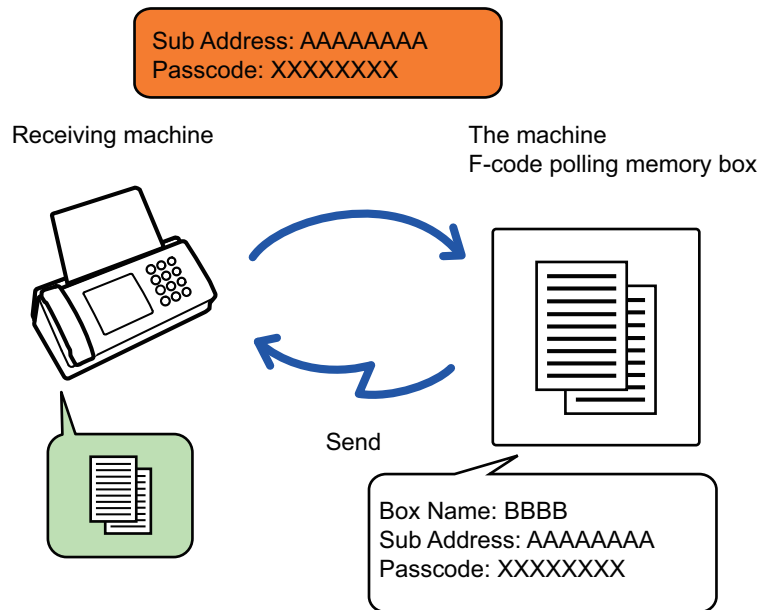 Sub Address: AAAAAAAA
Passcode: XXXXXXXX
Receiving machine
The machine
F-code polling memory box
Send
Box Name: BBBB
Sub Address: AAAAAAAA
Passcode: XXXXXXXX